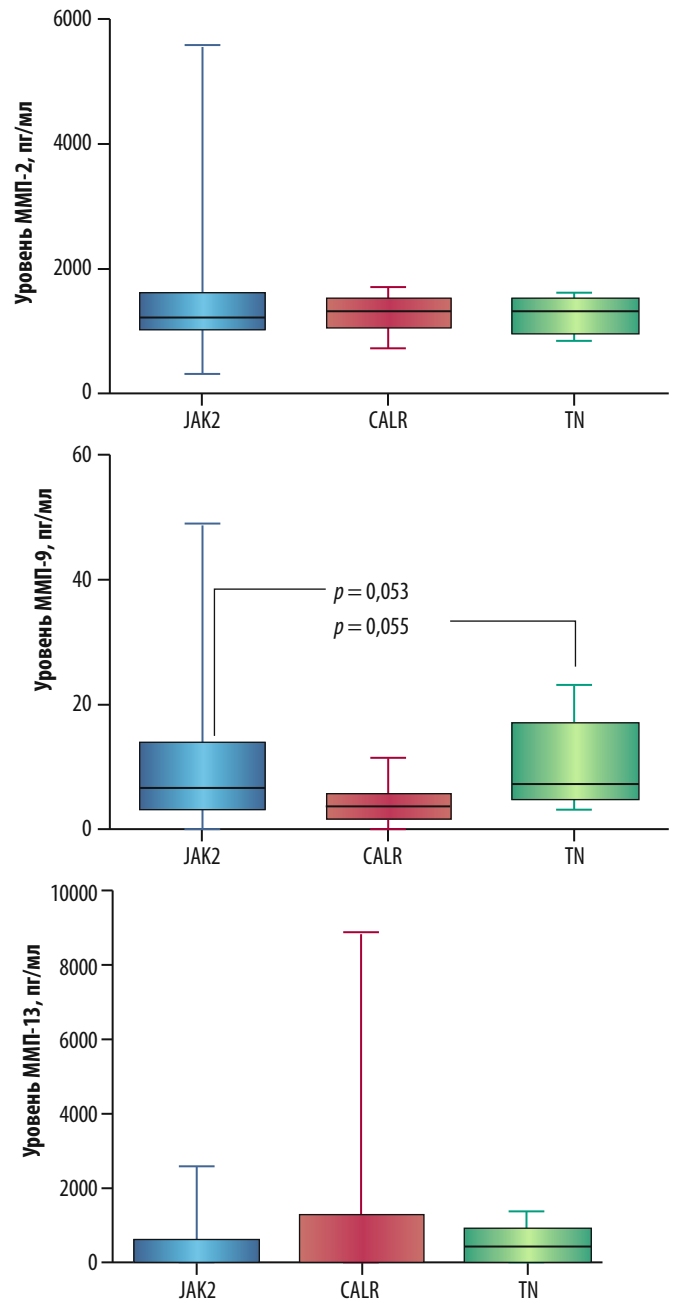 Уровень ММП-2, пг/мл
6000
4000
2000
0
JAK2 CALR TN
Уровень ММП-9, пг/мл
60
40
20
0
p = 0,053
p = 0,055
JAK2 CALR TN
Уровень ММП-13, пг/мл
10000
8000
6000
4000
2000
0
JAK2 CALR TN